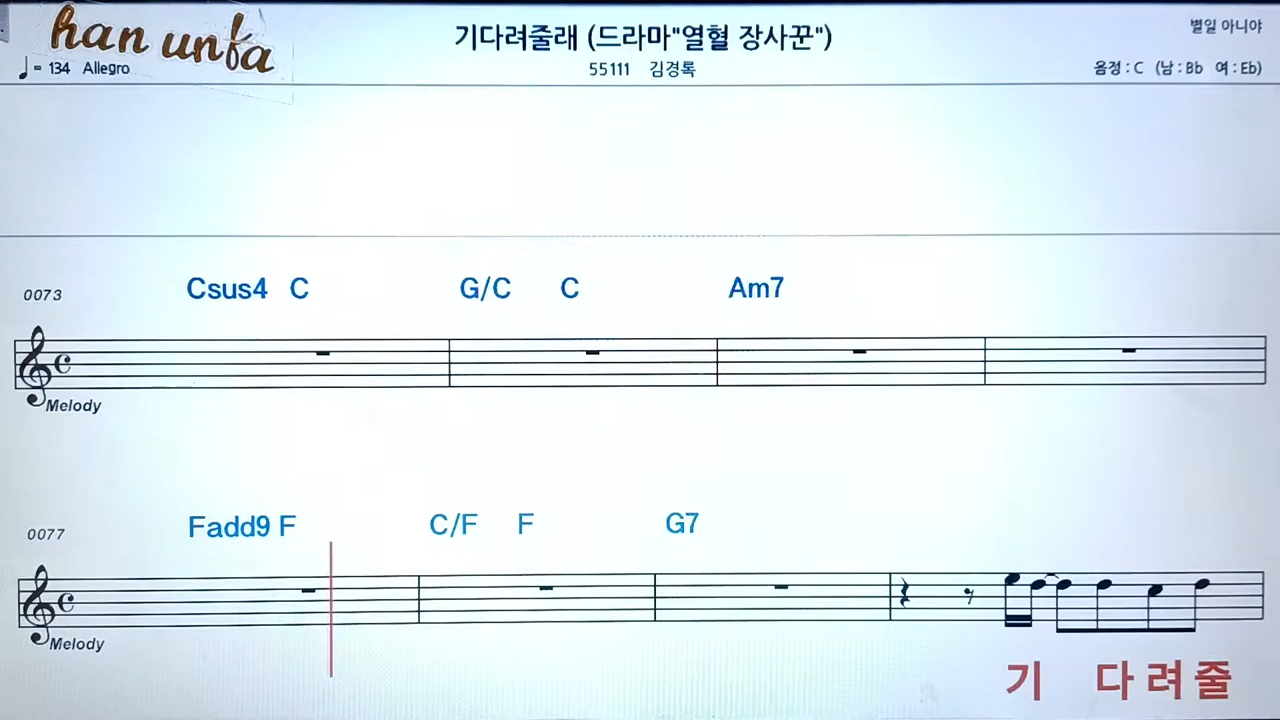 han unfa
기다려줄래 (드라마"열혈 장사꾼")
별일 아니야
♩= 134 Allegro
55111 김경록
음정 : C (남 : Bb 여 : Eb)
0073 Csus4 C G/C C Am7
Melody
0077 Fadd9 F C/F F G7
Melody
기 다 려 줄